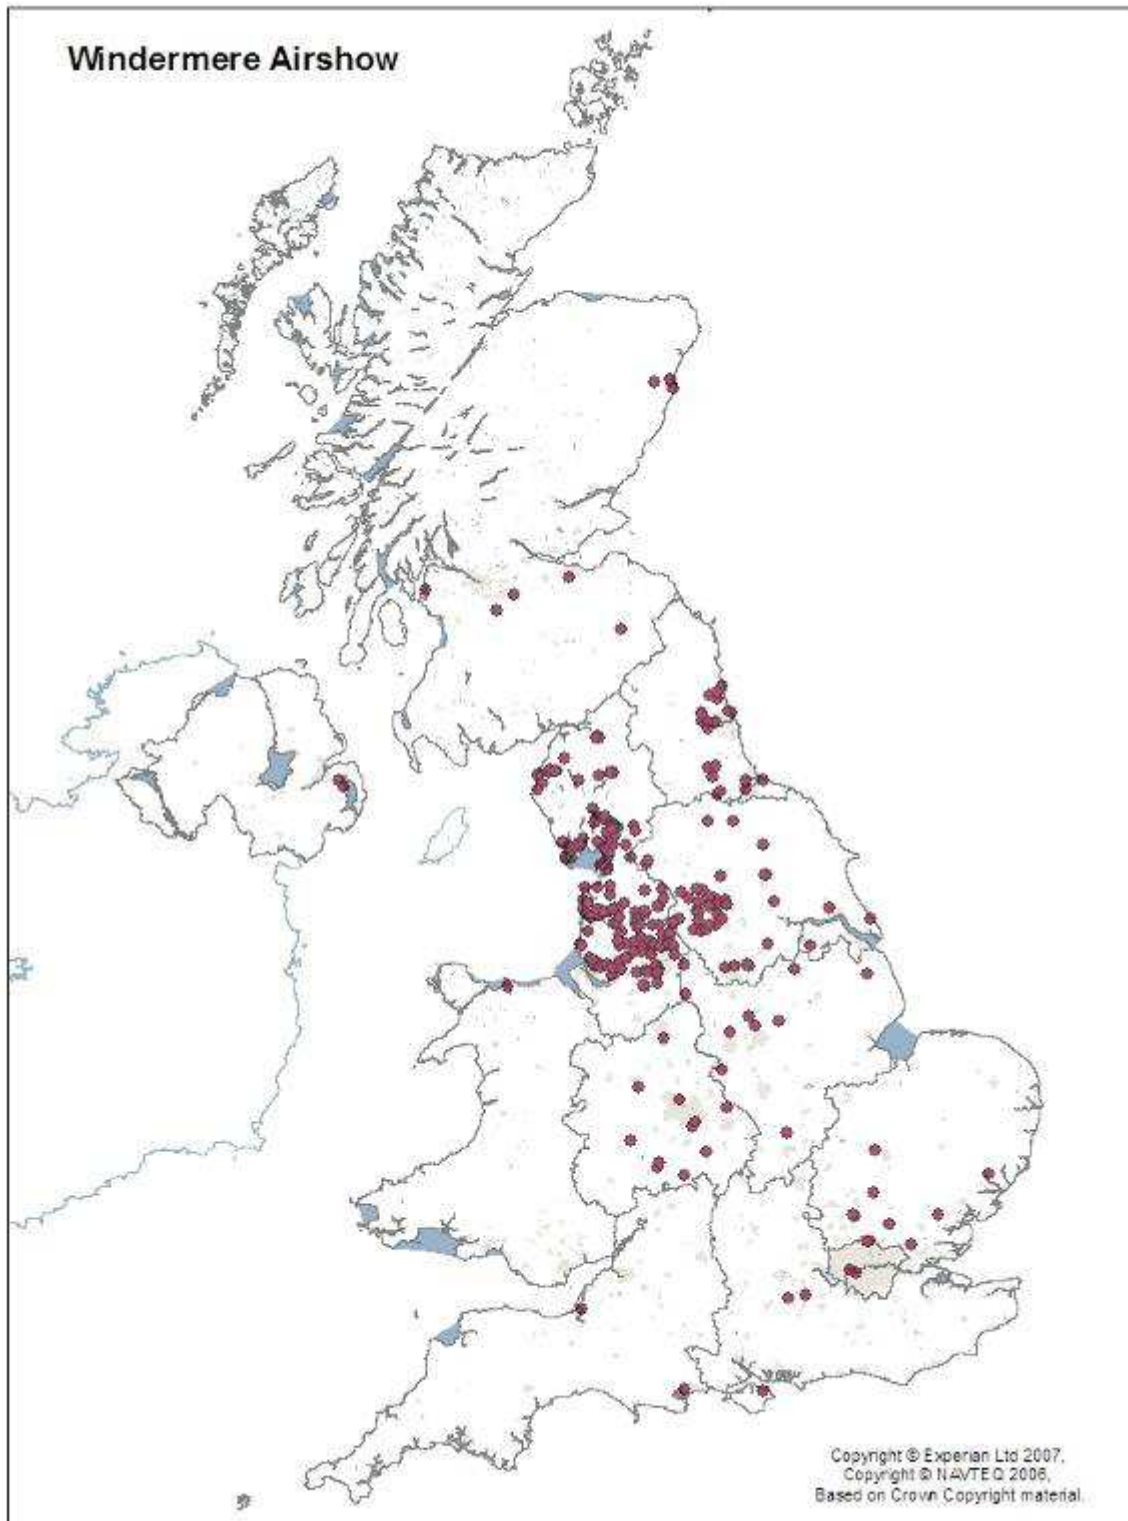 Windermere Airshow
Copyright © Experian Ltd 2007,
Copyright © NAVTEQ 2006,
Based on Crown Copyright material.